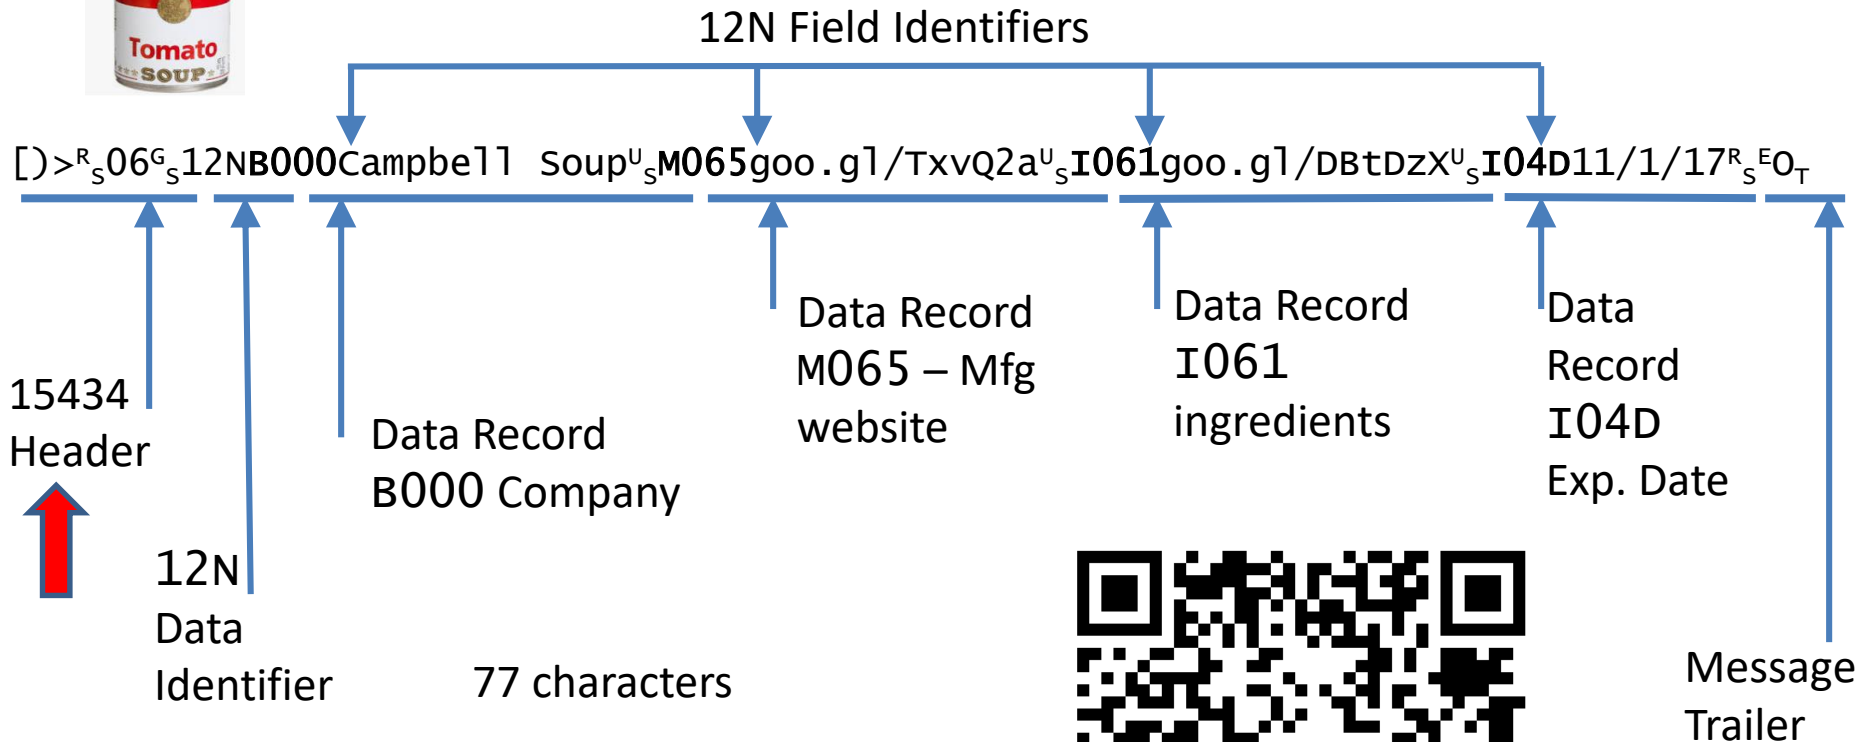 Tomato
SOUP
12N Field Identifiers
[)>ᴿₛ06ᴳₛ12NB000Campbell SoupᵁₛM065goo.gl/TxvQ2aᵁₛI061goo.gl/DBtDzXᵁₛI04D11/1/17ᴿₛᴱOₜ
15434
Header
12N
Data
Identifier
Data Record
B000 Company
Data Record
M065 – Mfg
website
Data Record
I061
ingredients
Data
Record
I04D
Exp. Date
77 characters
Message
Trailer